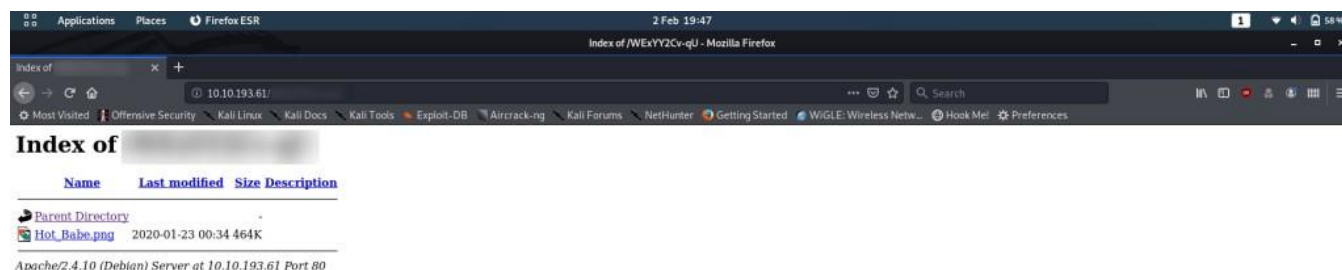 Applications Places Firefox ESR 2 Feb 19:47 1 58%
Index of /WExYY2Cv-qU - Mozilla Firefox
Index of
10.10.193.61/ Search
Most Visited Offensive Security Kali Linux Kali Docs Kali Tools Exploit-DB Aircrack-ng Kali Forums NetHunter Getting Started WiGLE: Wireless Netw... Hook Me! Preferences
Index of
Name Last modified Size Description
Parent Directory -
Hot_Babe.png 2020-01-23 00:34 464K
Apache/2.4.10 (Debian) Server at 10.10.193.61 Port 80